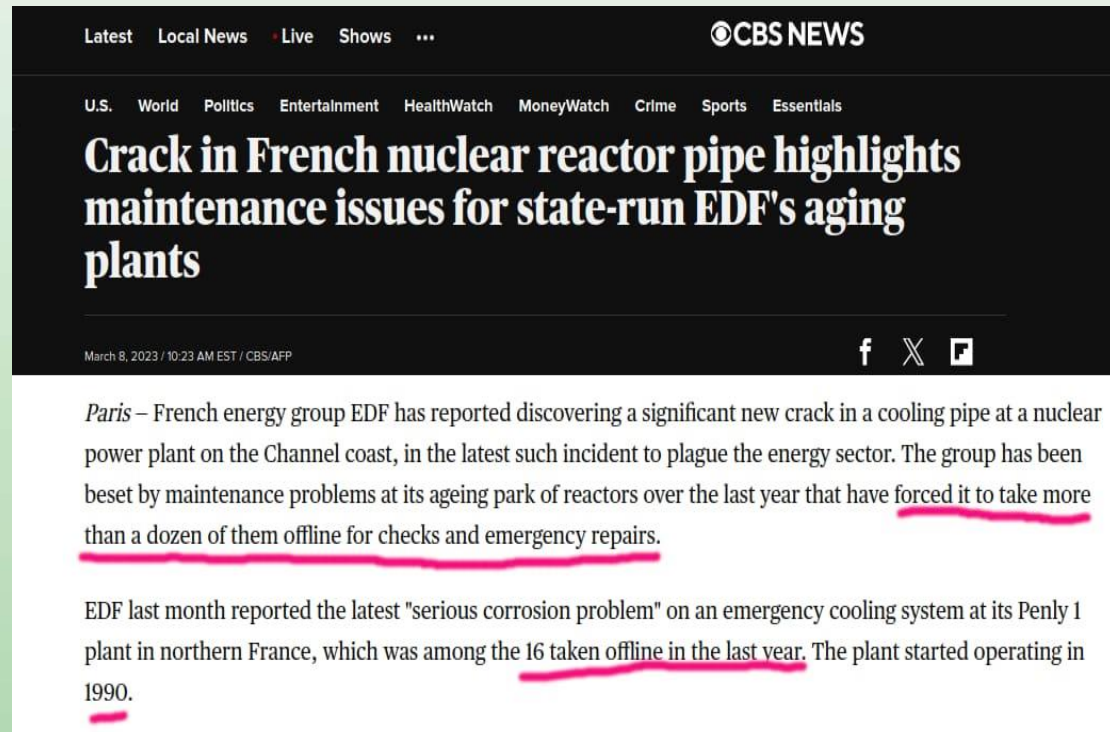 Latest Local News • Live Shows •••
CBS NEWS
U.S. World Politics Entertainment HealthWatch MoneyWatch Crime Sports Essentials
Crack in French nuclear reactor pipe highlights
maintenance issues for state-run EDF's aging
plants
March 8, 2023 / 10:23 AM EST / CBS/AFP
Paris – French energy group EDF has reported discovering a significant new crack in a cooling pipe at a nuclear
power plant on the Channel coast, in the latest such incident to plague the energy sector. The group has been
beset by maintenance problems at its ageing park of reactors over the last year that have forced it to take more
than a dozen of them offline for checks and emergency repairs.
EDF last month reported the latest "serious corrosion problem" on an emergency cooling system at its Penly 1
plant in northern France, which was among the 16 taken offline in the last year. The plant started operating in
1990.